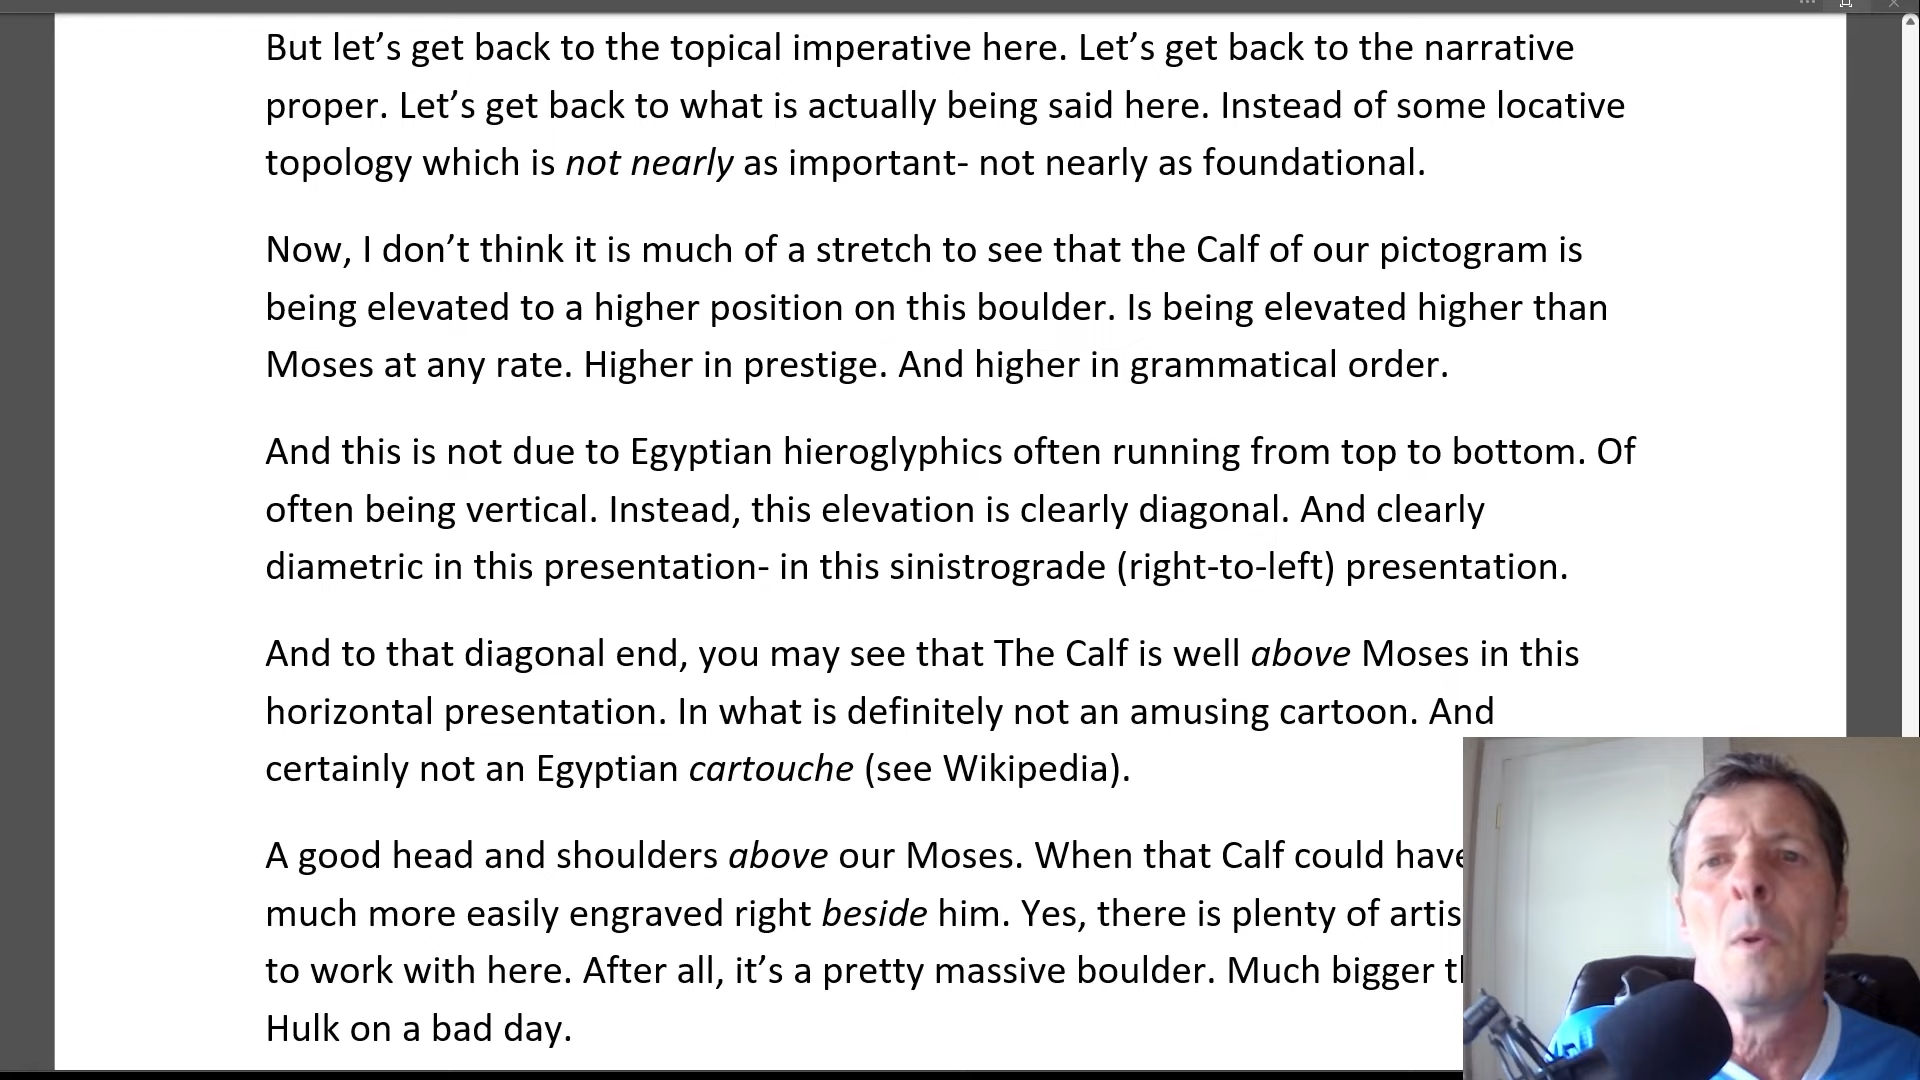 But let’s get back to the topical imperative here. Let’s get back to the narrative
proper. Let’s get back to what is actually being said here. Instead of some locative
topology which is not nearly as important- not nearly as foundational.
Now, I don’t think it is much of a stretch to see that the Calf of our pictogram is
being elevated to a higher position on this boulder. Is being elevated higher than
Moses at any rate. Higher in prestige. And higher in grammatical order.
And this is not due to Egyptian hieroglyphics often running from top to bottom. Of
often being vertical. Instead, this elevation is clearly diagonal. And clearly
diametric in this presentation- in this sinistrograde (right-to-left) presentation.
And to that diagonal end, you may see that The Calf is well above Moses in this
horizontal presentation. In what is definitely not an amusing cartoon. And
certainly not an Egyptian cartouche (see Wikipedia).
A good head and shoulders above our Moses. When that Calf could have
much more easily engraved right beside him. Yes, there is plenty of
to work with here. After all, it’s a pretty massive boulder. Much bigger
Hulk on a bad day.